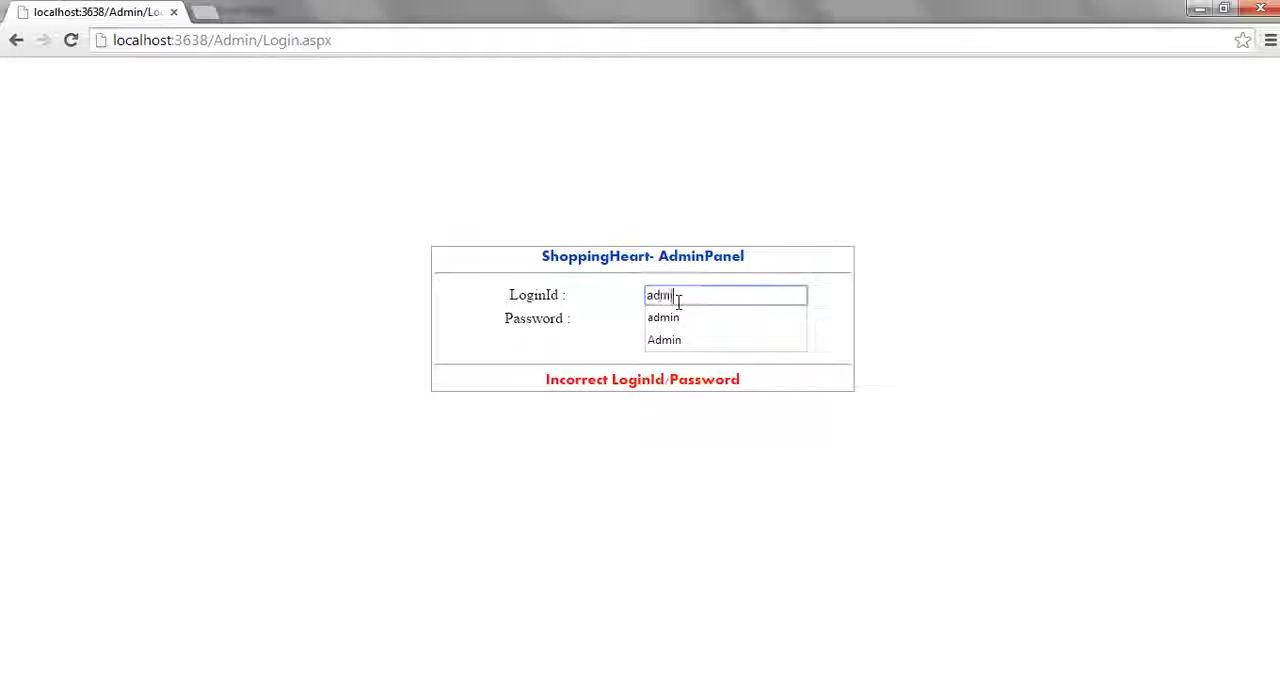 localhost:3638/Admin/Lo
localhost:3638/Admin/Login.aspx
ShoppingHeart- AdminPanel
LoginId :
admi
Password :
admin
Admin
Incorrect LoginId/Password